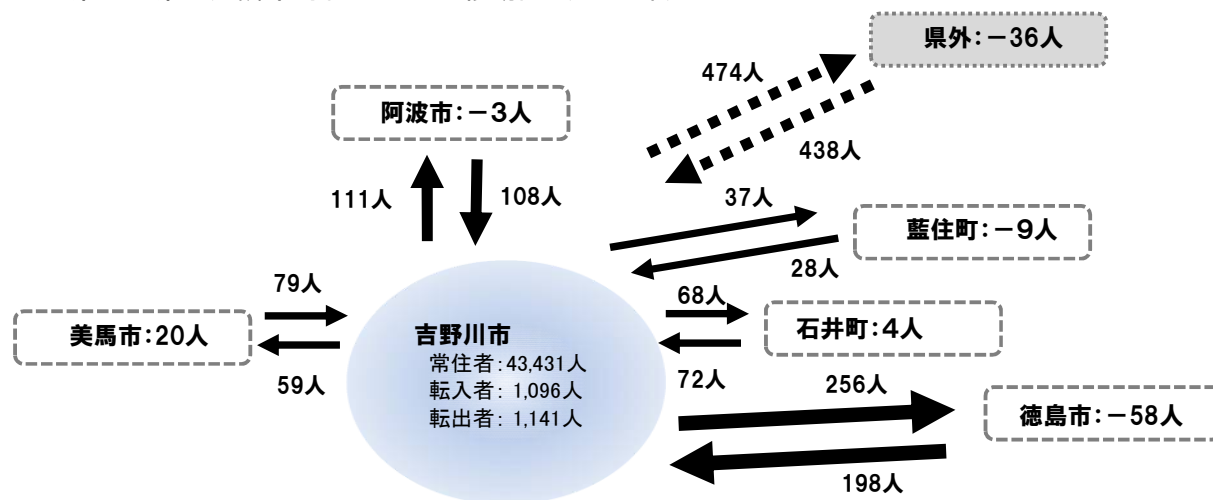 県外：－36人
474人
438人
阿波市：－3人
111人
108人
37人
藍住町：－9人
28人
79人
美馬市：20人
59人
68人
石井町：4人
72人
吉野川市
常住者：43,431人
転入者：1,096人
転出者：1,141人
256人
徳島市：－58人
198人